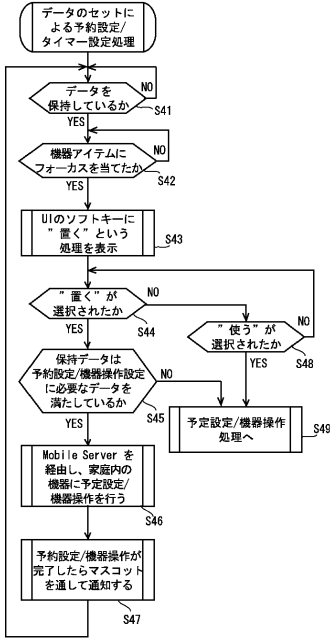 データのセットに
よる予約設定/
タイマー設定処理
データを
保持しているか
NO
S41
YES
機器アイテムに
フォーカスを当てたか
NO
S42
YES
UIのソフトキーに
”置く”という
処理を表示
S43
”置く”が
選択されたか
NO
S44
YES
”使う”が
選択されたか
NO
S48
YES
保持データは
予約設定/機器操作設定
に必要なデータを
満たしているか
NO
S45
YES
予定設定/機器操作
処理へ
S49
Mobile Server を
経由し、家庭内の
機器に予定設定/
機器操作を行う
S46
予約設定/機器操作が
完了したらマスコット
を通して通知する
S47